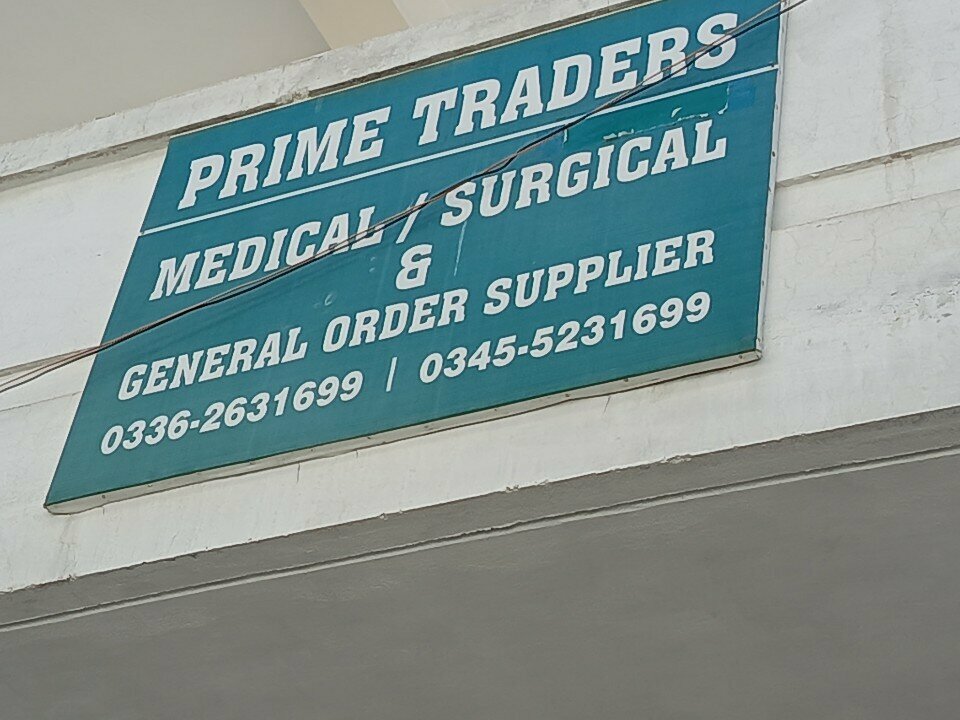 PRIME TRADERS
MEDICAL / SURGICAL
&
GENERAL ORDER SUPPLIER
0336-2631699 | 0345-5231699